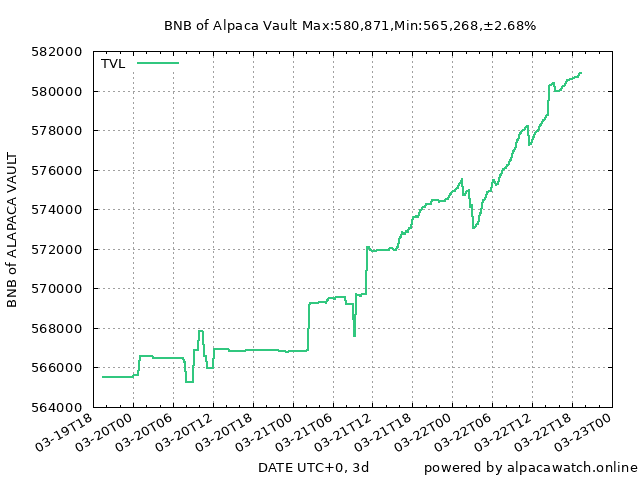 BNB of Alpaca Vault Max:580,871,Min:565,268,±2.68%
TVL
BNB of ALAPACA VAULT
582000
580000
578000
576000
574000
572000
570000
568000
566000
564000
03-19T18
03-20T00
03-20T06
03-20T12
03-20T18
03-21T00
03-21T06
03-21T12
03-21T18
03-22T00
03-22T06
03-22T12
03-22T18
03-23T00
DATE UTC+0, 3d
powered by alpacawatch.online